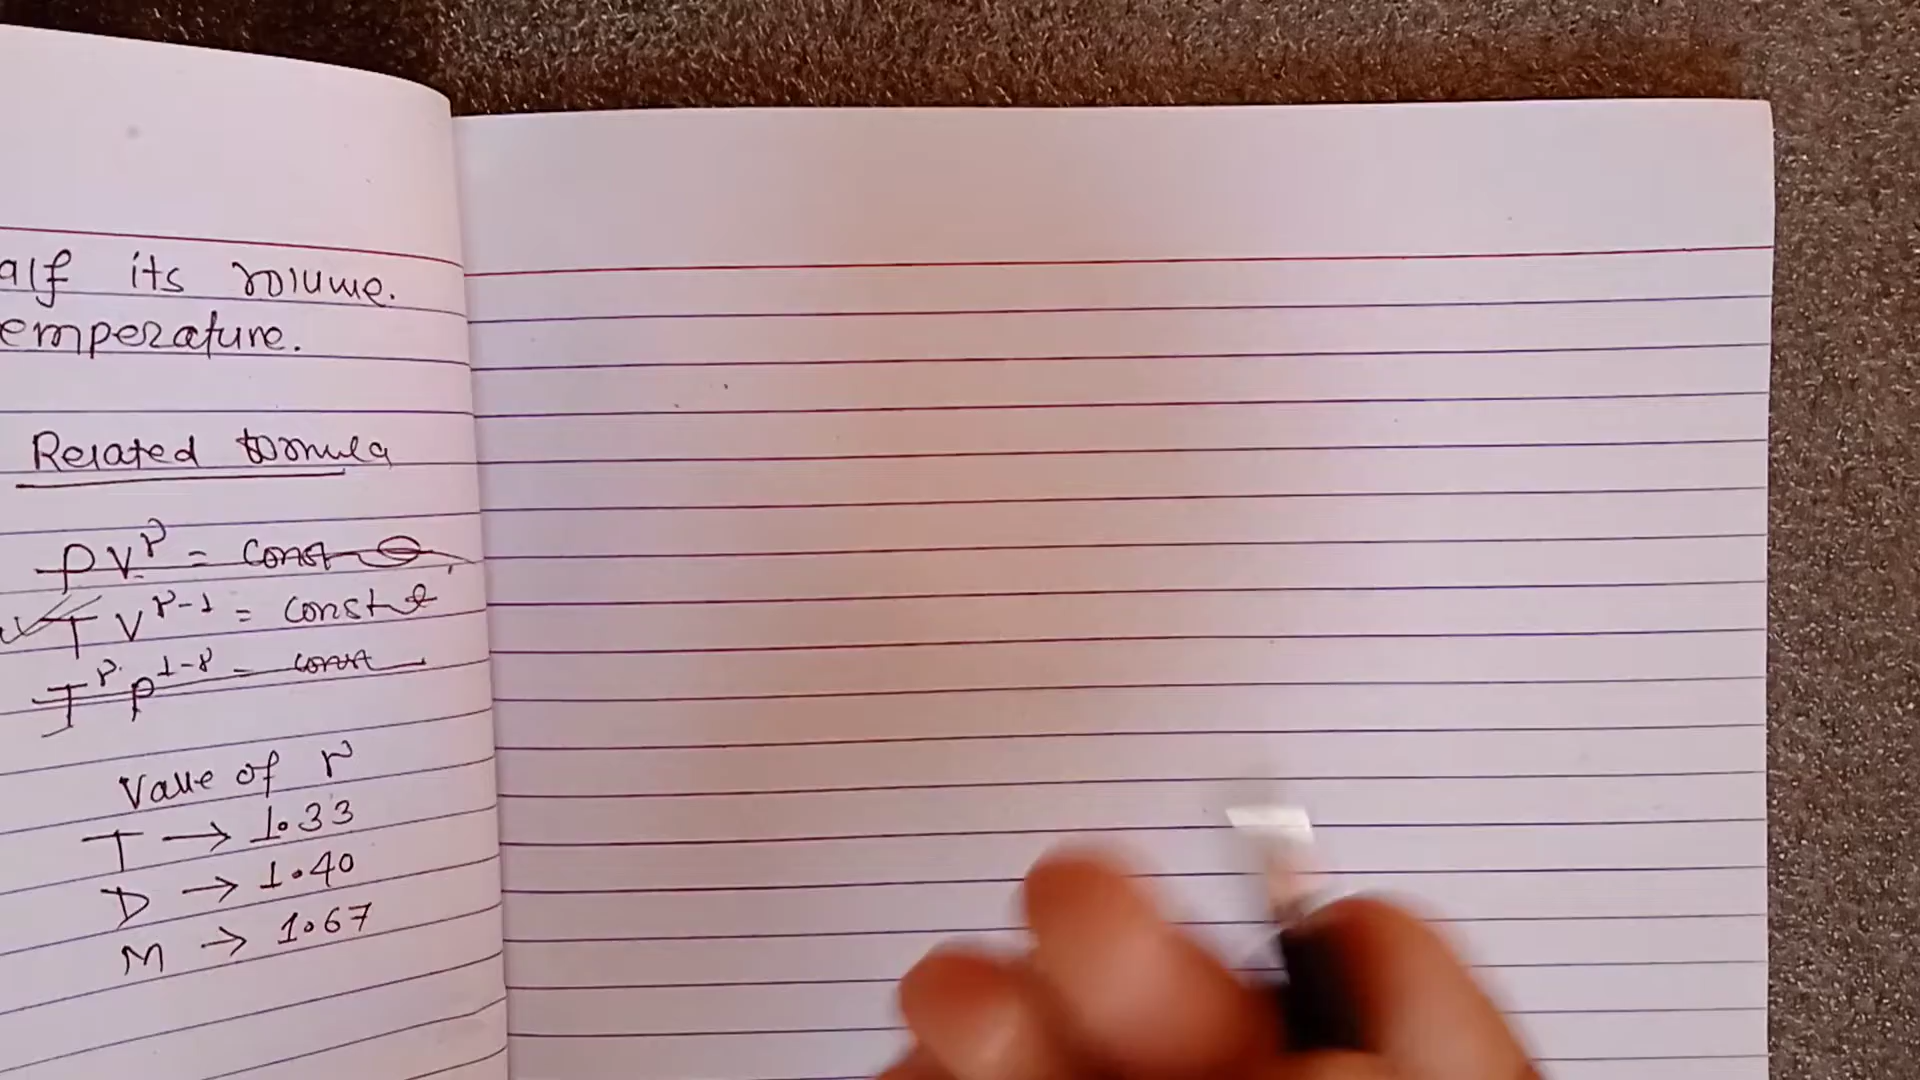 alf its volume.
emperature.
Related formula
PV^γ = const
TV^γ-1 = const
T^γ P^1-γ = const
Value of γ
T → 1.33
D → 1.40
M → 1.67